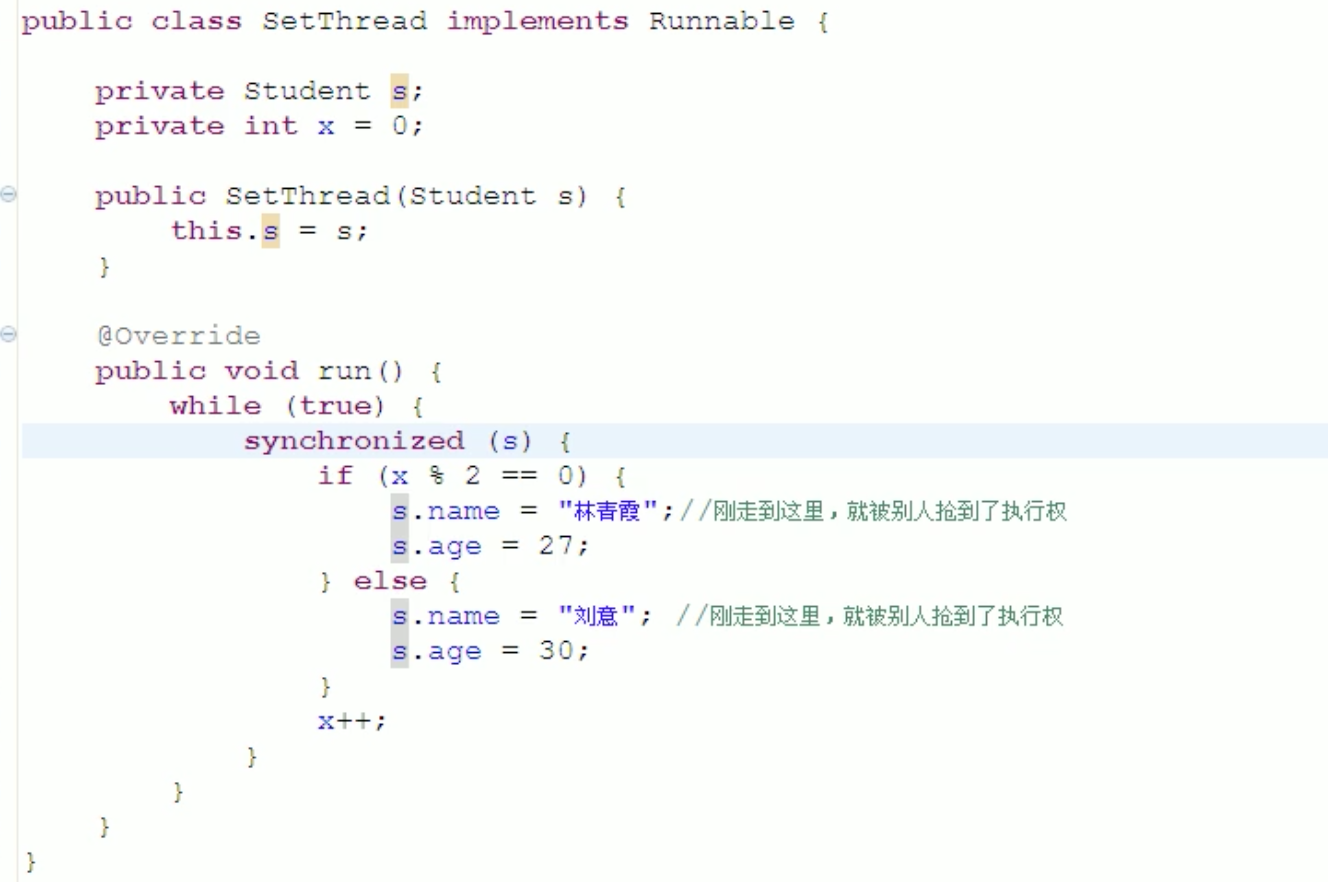 public class SetThread implements Runnable {
private Student s;
private int x = 0;
public SetThread(Student s) {
this.s = s;
}
@Override
public void run() {
while (true) {
synchronized (s) {
if (x % 2 == 0) {
s.name = "林青霞";//刚走到这里，就被别人抢到了执行权
s.age = 27;
} else {
s.name = "刘意"; //刚走到这里，就被别人抢到了执行权
s.age = 30;
}
x++;
}
}
}
}